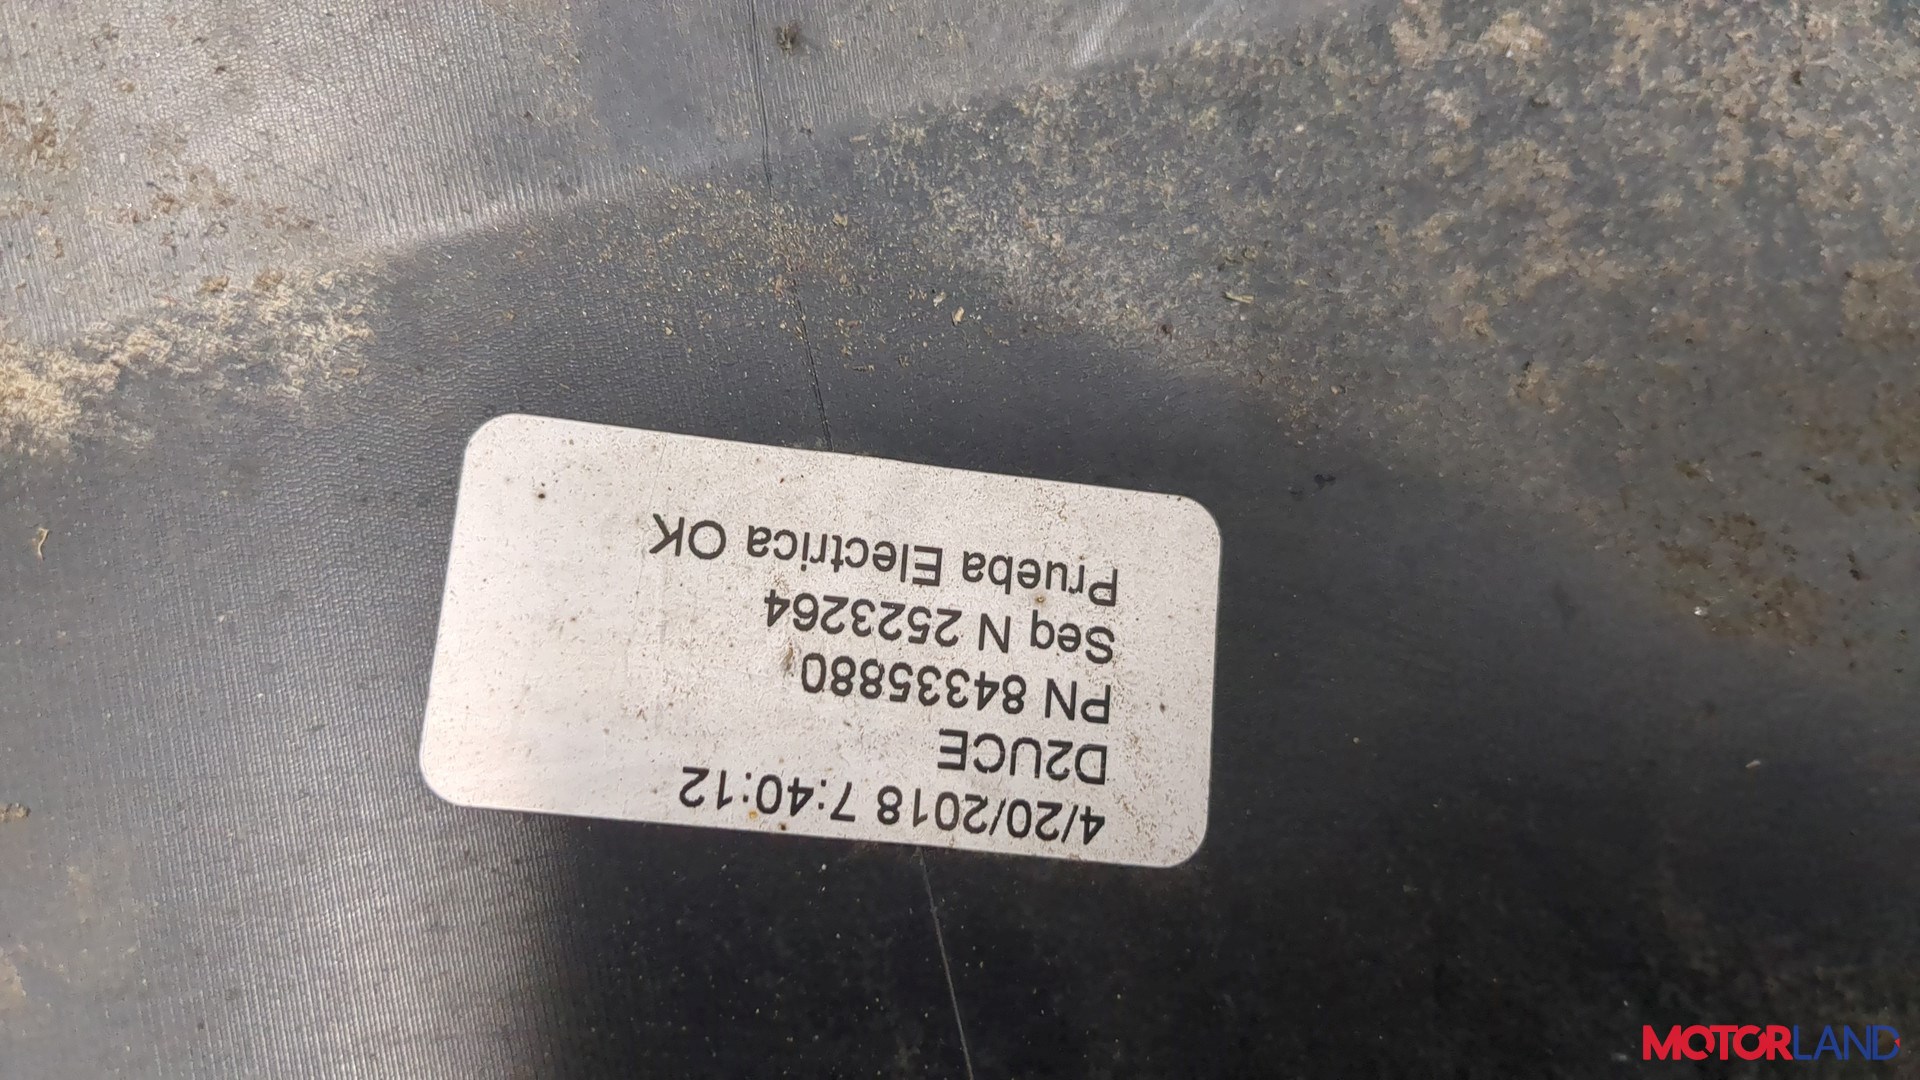 4/20/2018 7:40:12
D2UCE
PN 84335880
Seq N 2523264
Prueba Electrica OK
MOTORLAND